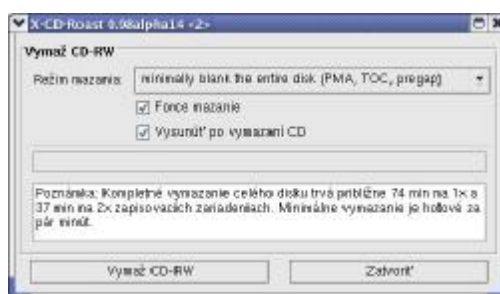 X-CD-Roast 0.98alpha14 <2>
Vymaž CD-RW
Režim mazania: minimally blank the entire disk (PMA, TOC, pregap)
Force mazanie
Vysunúť po vymazaní CD
Poznámka: Kompletné vymazanie celého disku trvá približne 74 min na 1x a
37 min na 2x zapisovacích zariadeniach. Minimálne vymazanie je hotové za
pár minút.
Vymaž CD-RW
Zatvoriť